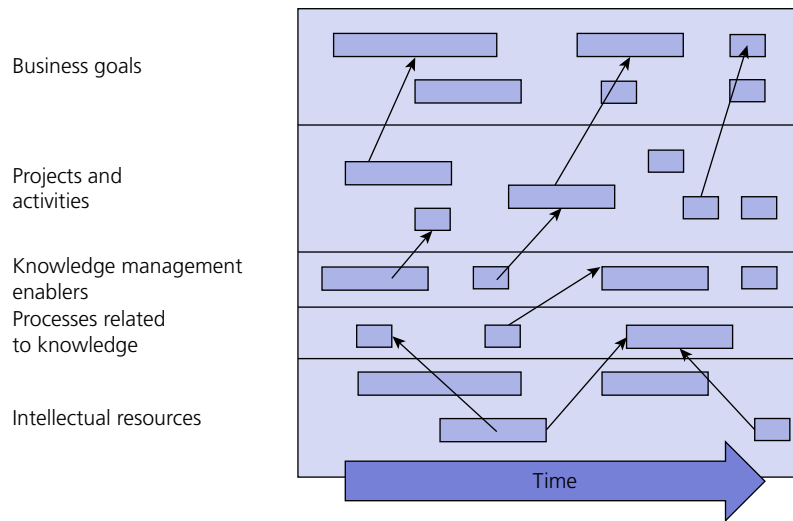 Business goals
Projects and
activities
Knowledge management
enablers
Processes related
to knowledge
Intellectual resources
Time